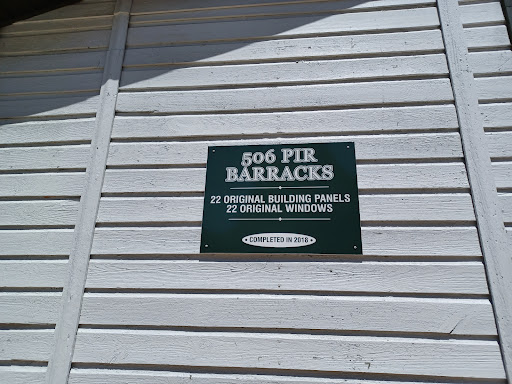 506 PIR
BARRACKS
22 ORIGINAL BUILDING PANELS
22 ORIGINAL WINDOWS
• COMPLETED IN 2018 •